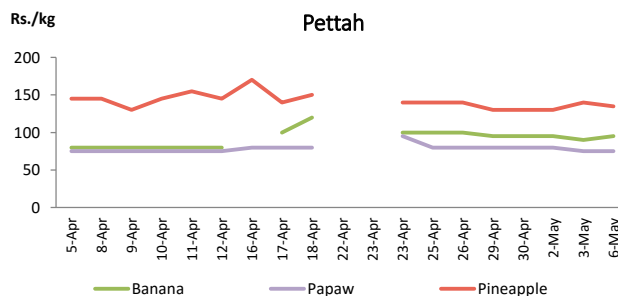 Rs./kg
Pettah
200
150
100
50
0
5-Apr
8-Apr
9-Apr
10-Apr
11-Apr
12-Apr
16-Apr
17-Apr
18-Apr
22-Apr
23-Apr
23-Apr
25-Apr
26-Apr
29-Apr
30-Apr
2-May
3-May
6-May
Banana Papaw Pineapple